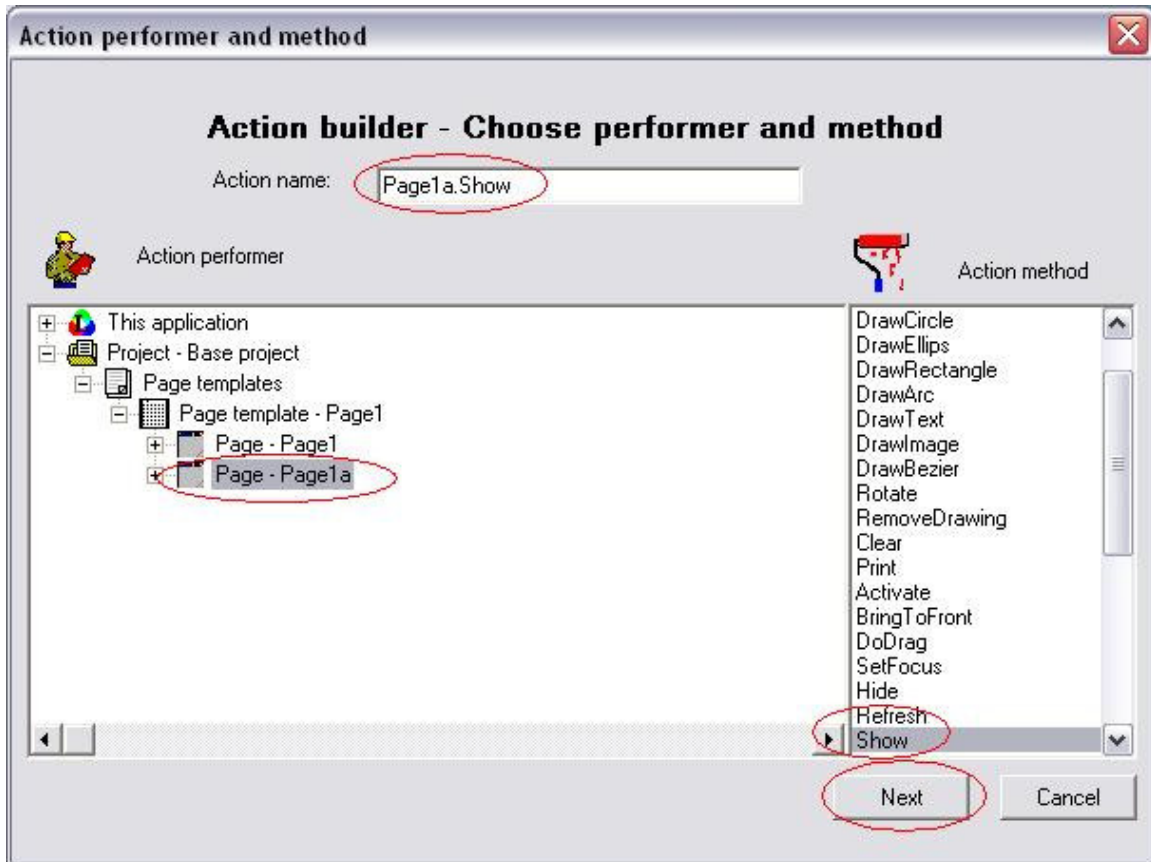 Action performer and method
Action builder - Choose performer and method
Action name:
Page1a.Show
Action performer
Action method
This application
Project - Base project
Page templates
Page template - Page1
Page - Page1
Page - Page1a
DrawCircle
DrawEllips
DrawRectangle
DrawArc
DrawText
DrawImage
DrawBezier
Rotate
RemoveDrawing
Clear
Print
Activate
BringToFront
DoDrag
SetFocus
Hide
Refresh
Show
Next
Cancel